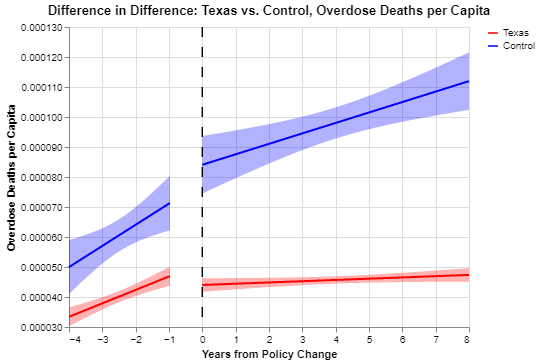 Difference in Difference: Texas vs. Control, Overdose Deaths per Capita
0.000130
0.000120
0.000110
0.000100
0.000090
0.000080
0.000070
0.000060
0.000050
0.000040
0.000030
Overdose Deaths per Capita
−4 −3 −2 −1 0 1 2 3 4 5 6 7 8
Years from Policy Change
Texas
Control